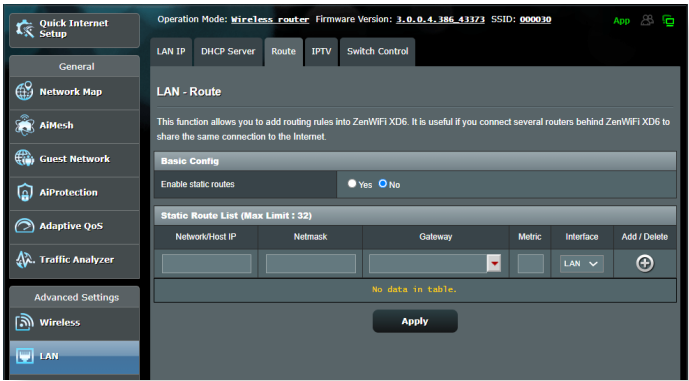 Quick Internet
Setup
Operation Mode: Wireless router Firmware Version: 3.0.0.4.386_43373 SSID: 000030
App
LAN IP DHCP Server Route IPTV Switch Control
General
Network Map
AiMesh
Guest Network
AiProtection
Adaptive QoS
Traffic Analyzer
Advanced Settings
Wireless
LAN
LAN - Route
This function allows you to add routing rules into ZenWiFi XD6. It is useful if you connect several routers behind ZenWiFi XD6 to
share the same connection to the Internet.
Basic Config
Enable static routes Yes No
Static Route List (Max Limit : 32)
Network/Host IP Netmask Gateway Metric Interface Add / Delete
LAN
No data in table.
Apply